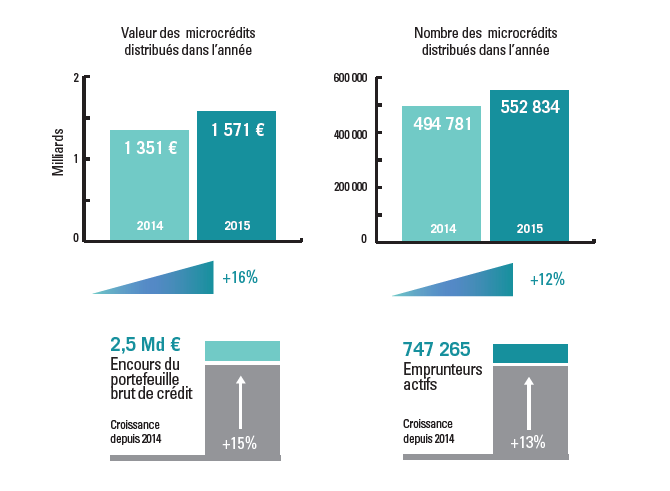 Valeur des microcrédits
distribués dans l'année
2
1
0
Milliards
1 351 €
1 571 €
2014
2015
+16%
Nombre des microcrédits
distribués dans l'année
600 000
400 000
200 000
0
494 781
552 834
2014
2015
+12%
2,5 Md €
Encours du
portefeuille
brut de crédit
Croissance
depuis 2014
+15%
747 265
Emprunteurs
actifs
Croissance
depuis 2014
+13%